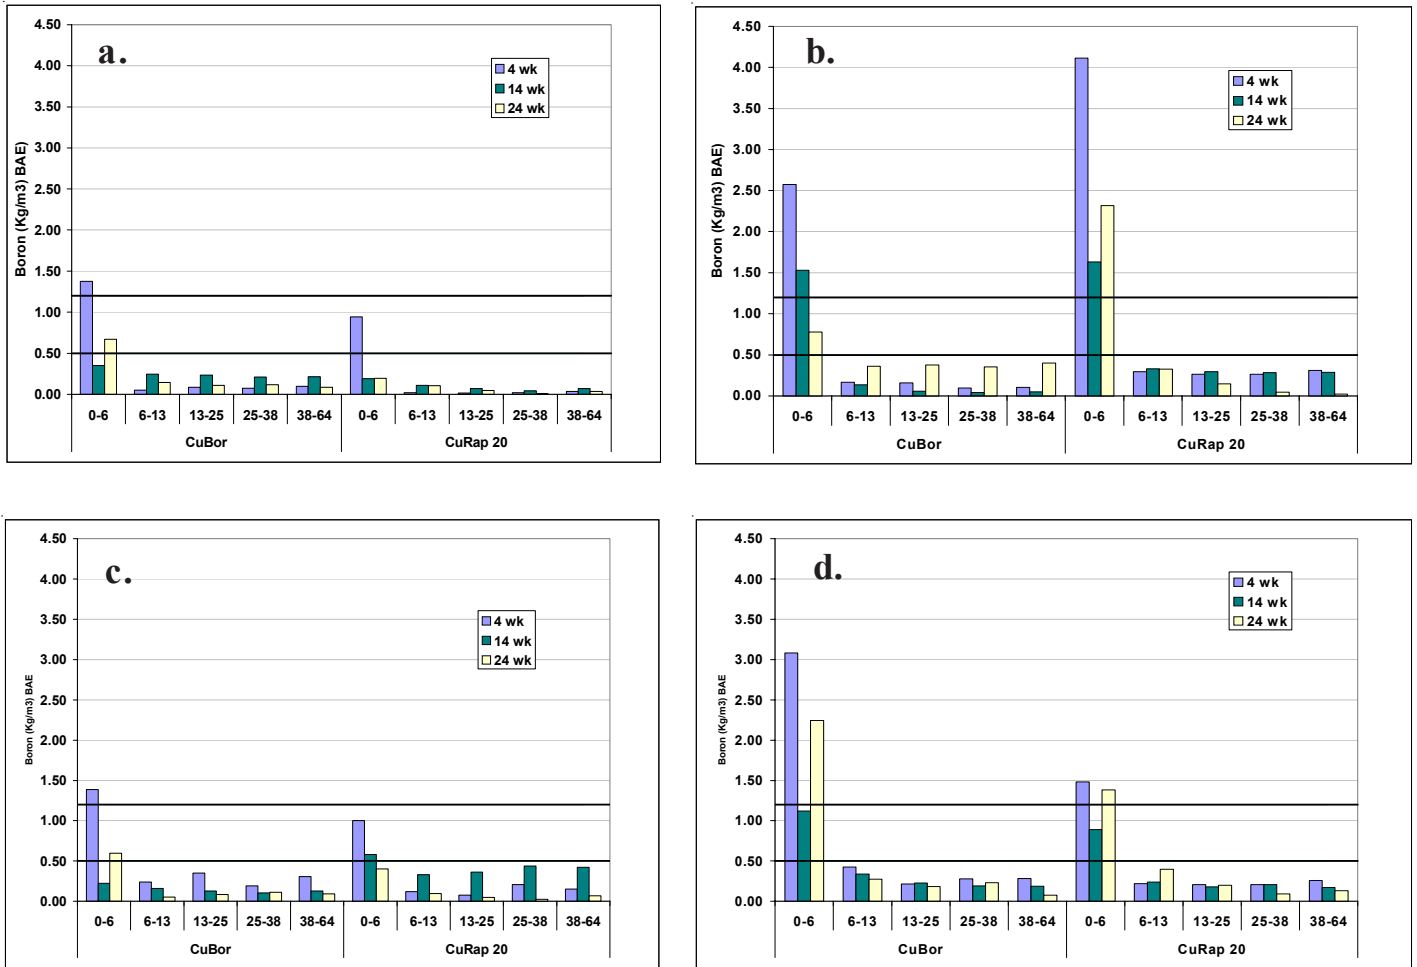 a.
4.50
4.00
3.50
3.00
2.50
2.00
1.50
1.00
0.50
0.00
Boron (Kg/m3) BAE)
4 wk
14 wk
24 wk
0-6 6-13 13-25 25-38 38-64 0-6 6-13 13-25 25-38 38-64
CuBor CuRap 20
b.
4.50
4.00
3.50
3.00
2.50
2.00
1.50
1.00
0.50
0.00
Boron (Kg/m3) BAE)
4 wk
14 wk
24 wk
0-6 6-13 13-25 25-38 38-64 0-6 6-13 13-25 25-38 38-64
CuBor CuRap 20
c.
4.50
4.00
3.50
3.00
2.50
2.00
1.50
1.00
0.50
0.00
Boron (Kg/m3) BAE
4 wk
14 wk
24 wk
0-6 6-13 13-25 25-38 38-64 0-6 6-13 13-25 25-38 38-64
CuBor CuRap 20
d.
4.50
4.00
3.50
3.00
2.50
2.00
1.50
1.00
0.50
0.00
Boron (Kg/m3) BAE
4 wk
14 wk
24 wk
0-6 6-13 13-25 25-38 38-64 0-6 6-13 13-25 25-38 38-64
CuBor CuRap 20